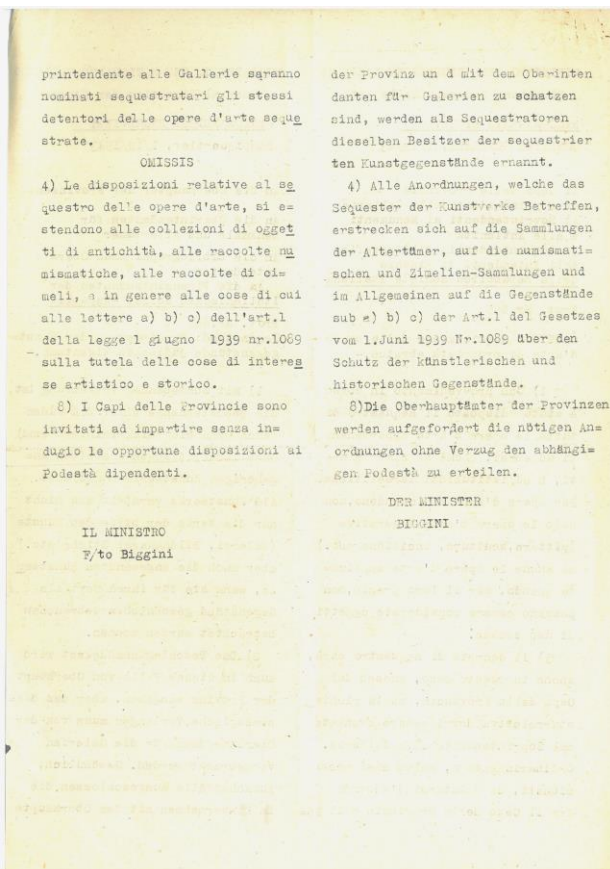 printendente alle Gallerie saranno
nominati sequestratari gli stessi
detentori delle opere d'arte seque
strate.
OMISSIS
4) Le disposizioni relative al se
questro delle opere d'arte, si e=
stendono alle collezioni di ogget
ti di antichità, alle raccolte nu
mismatiche, alle raccolte di ci=
meli, e in genere alle cose di cui
alle lettere a) b) c) dell'art.1
della legge 1 giugno 1939 nr.1089
sulla tutela delle cose di interes
se artistico e storico.
8) I Capi delle Provincie sono
invitati ad impartire senza in=
dugio le opportune disposizioni ai
Podestà dipendenti.
IL MINISTRO
F/to Biggini
der Provinz un d mit dem Oberinten
danten für Galerien zu schatzen
sind, werden als Sequestratoren
dieselben Besitzer der sequestrier
ten Kunstgegenstände ernannt.
4) Alle Anordnungen, welche das
Sequester der Kunstwerke Betreffen,
erstrecken sich auf die Sammlungen
der Altertümer, auf die numismati=
schen und Zimelien-Sammlungen und
im Allgemeinen auf die Gegenstände
sub a) b) c) der Art.1 del Gesetzes
vom 1.Juni 1939 Nr.1089 über den
Schutz der künstlerischen und
historischen Gegenstände.
8)Die Oberhauptämter der Provinzen
werden aufgefordert die nötigen An=
ordnungen ohne Verzug den abhängi=
gen Podestà zu erteilen.
DER MINISTER
BIGGINI